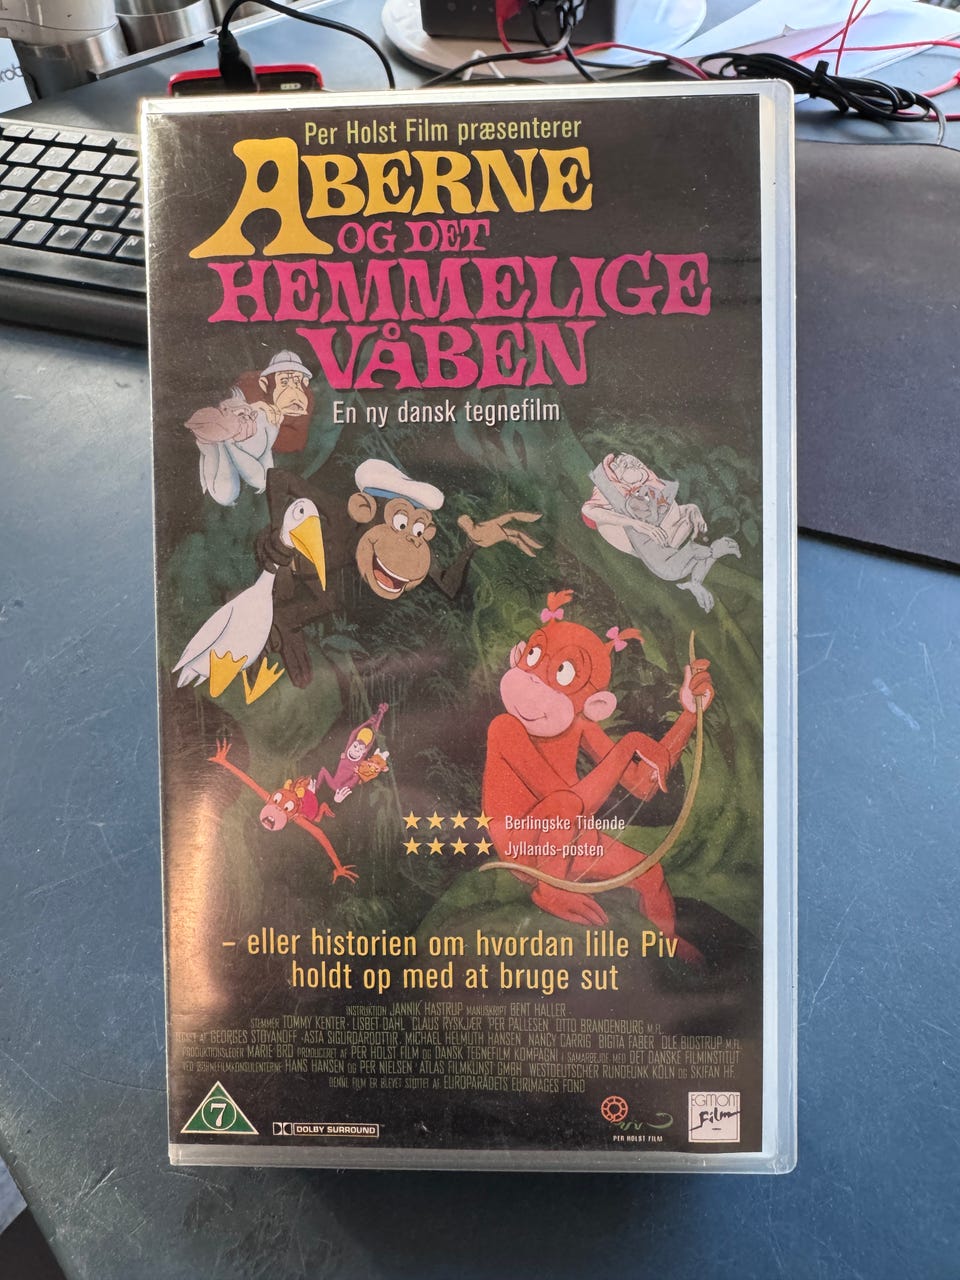 Per Holst Film præsenterer
ABERNE
OG DET
HEMMELIGE
VÅBEN
En ny dansk tegnefilm
Berlingske Tidende
Jyllands-posten
– eller historien om hvordan lille Piv
holdt op med at bruge sut
INSTRUKTION JANNIK HASTRUP MANUSKRIPT BENT HALLER
STEMMER TOMMY KENTER · LISBET DAHL · CLAUS RYSKJÆR · PER PALLESEN · OTTO BRANDENBURG M.FL.
AF GEORGES STOYANOFF · ASTA SIGURDARDOTTIR, MICHAEL HELMUTH HANSEN, NANCY CARRIG, BIGITA FABER, OLE BIDSTRUP M.FL.
PRODUKTIONSLEDER MARIE BRO PRODUCERET AF PER HOLST FILM OG DANSK TEGNEFILM KOMPAGNI I SAMARBEJDE MED DET DANSKE FILMINSTITUT
VED BØRNEFILMKONSULENTERNE HANS HANSEN OG PER NIELSEN · ATLAS FILMKUNST GMBH, WESTDEUTSCHER RUNDFUNK KÖLN OG SKIFAN HF.
DENNE FILM ER BLEVET STØTTET AF EUROPARÅDETS EURIMAGES FOND
7
DOLBY SURROUND
PER HOLST FILM
EGMONT
Film